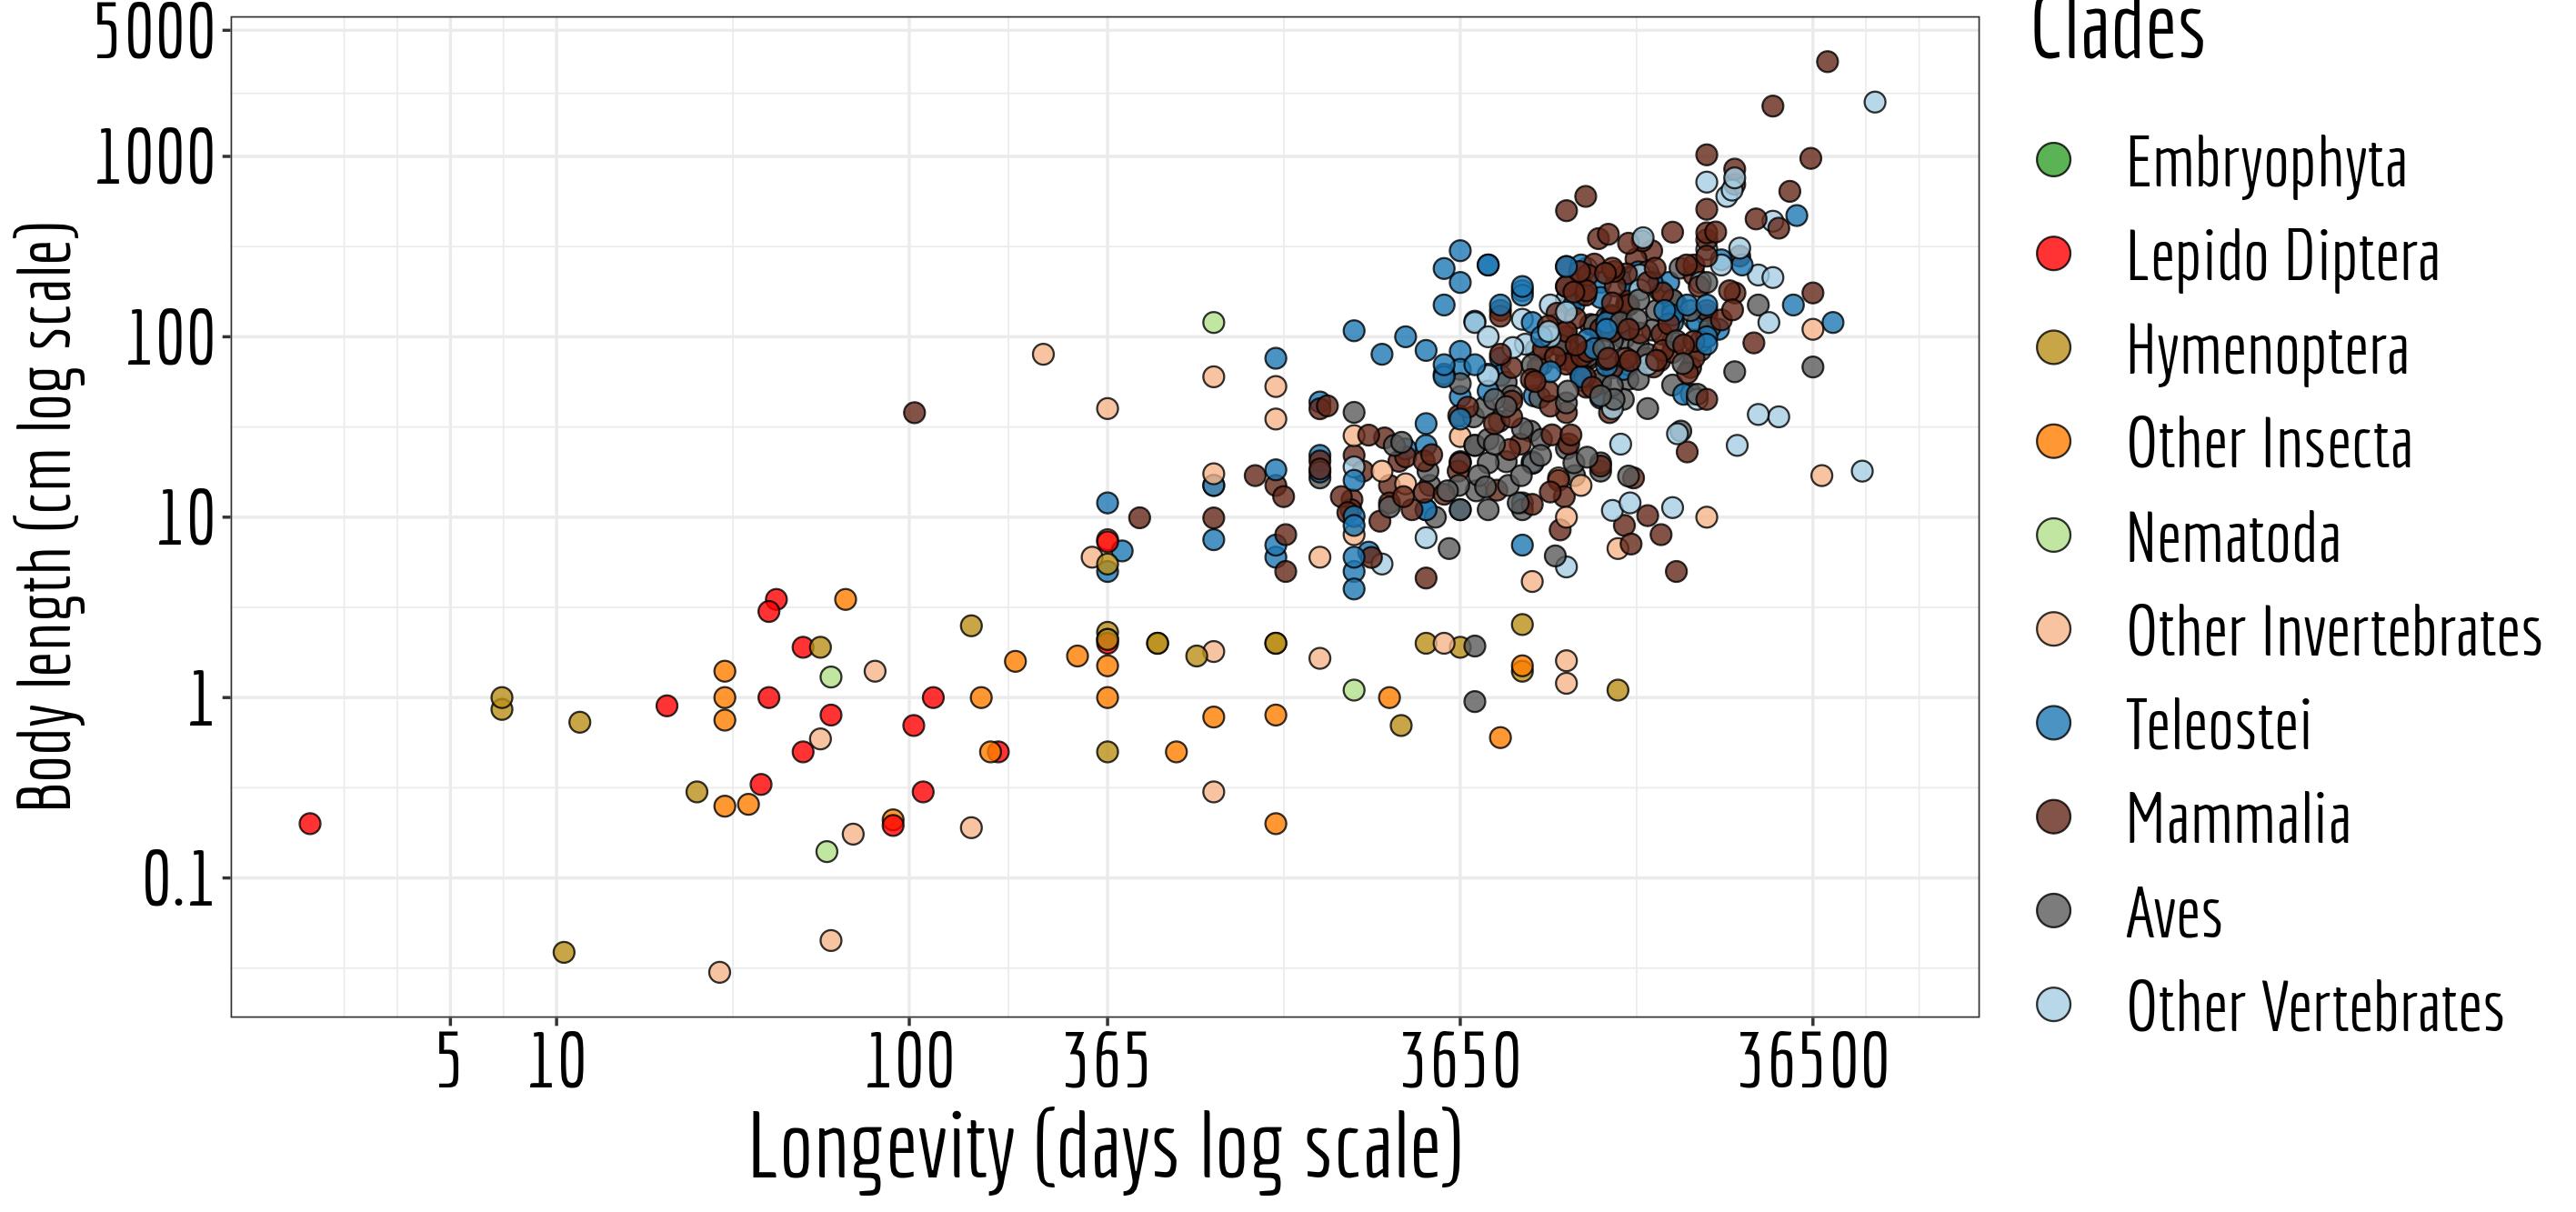 Body length (cm log scale)
5000
1000
100
10
1
0.1
5 10 100 365 3650 36500
Longevity (days log scale)
Clades
Embryophyta
Lepido Diptera
Hymenoptera
Other Insecta
Nematoda
Other Invertebrates
Teleostei
Mammalia
Aves
Other Vertebrates